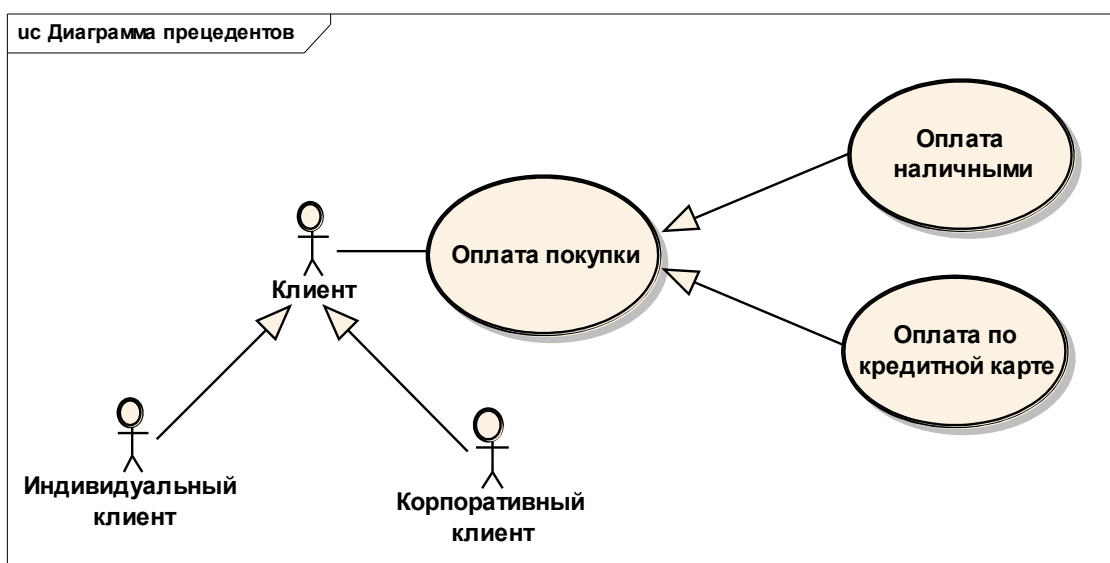 uc Диаграмма прецедентов
Оплата
наличными
Оплата покупки
Клиент
Оплата по
кредитной карте
Индивидуальный
клиент
Корпоративный
клиент